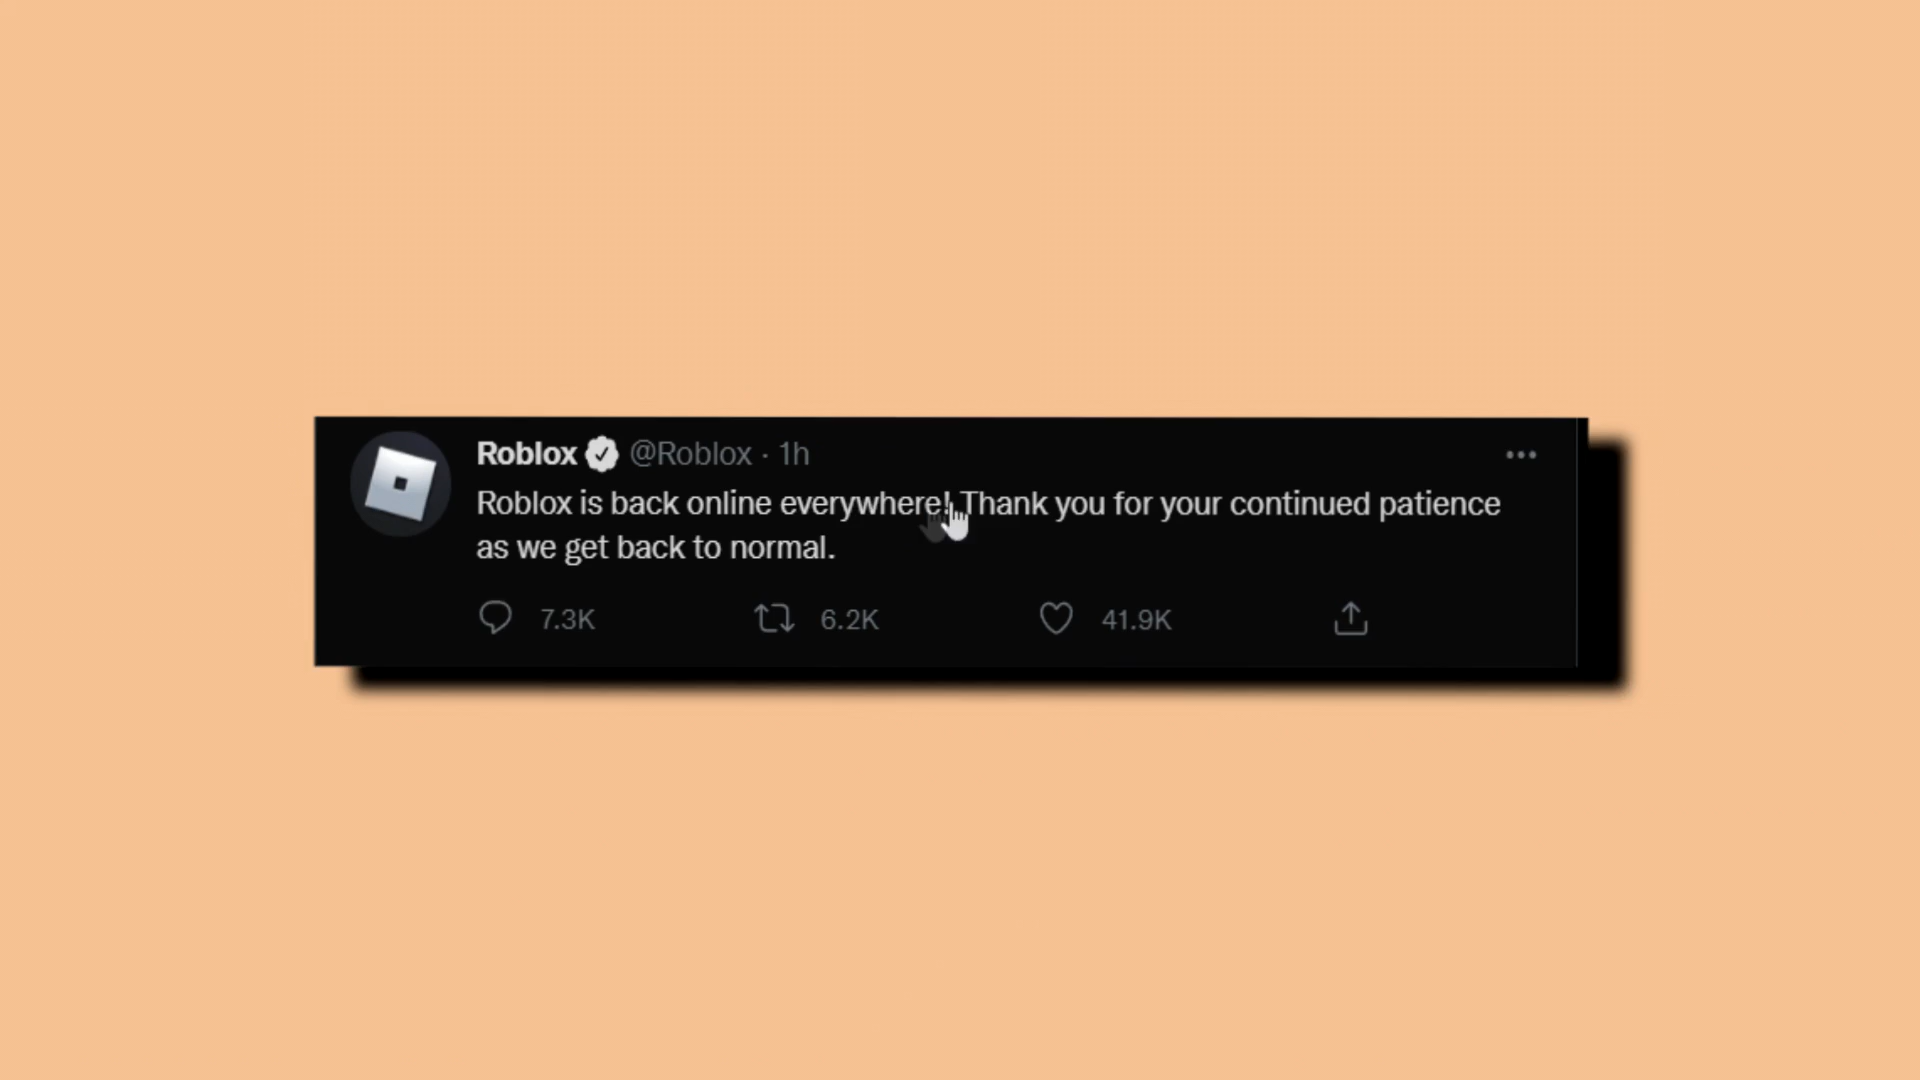 Roblox @Roblox · 1h
Roblox is back online everywhere! Thank you for your continued patience
as we get back to normal.
7.3K 6.2K 41.9K